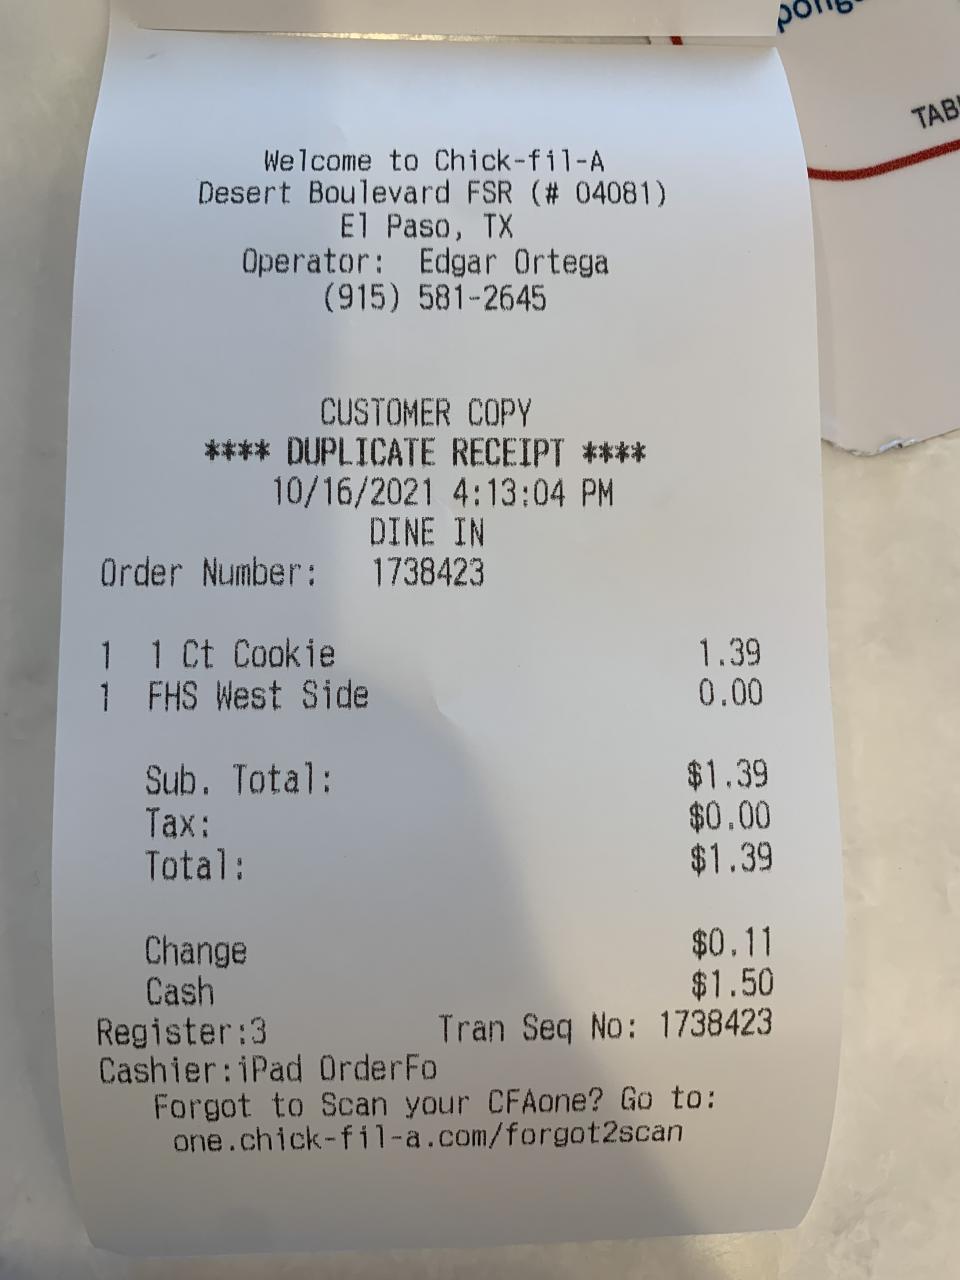 TAB
Welcome to Chick-fil-A
Desert Boulevard FSR (# 04081)
El Paso, TX
Operator: Edgar Ortega
(915) 581-2645
CUSTOMER COPY
**** DUPLICATE RECEIPT ****
10/16/2021 4:13:04 PM
DINE IN
Order Number: 1738423
1 1 Ct Cookie 1.39
1 FHS West Side 0.00
Sub. Total: $1.39
Tax: $0.00
Total: $1.39
Change $0.11
Cash $1.50
Register:3 Tran Seq No: 1738423
Cashier:iPad OrderFo
Forgot to Scan your CFAone? Go to:
one.chick-fil-a.com/forgot2scan